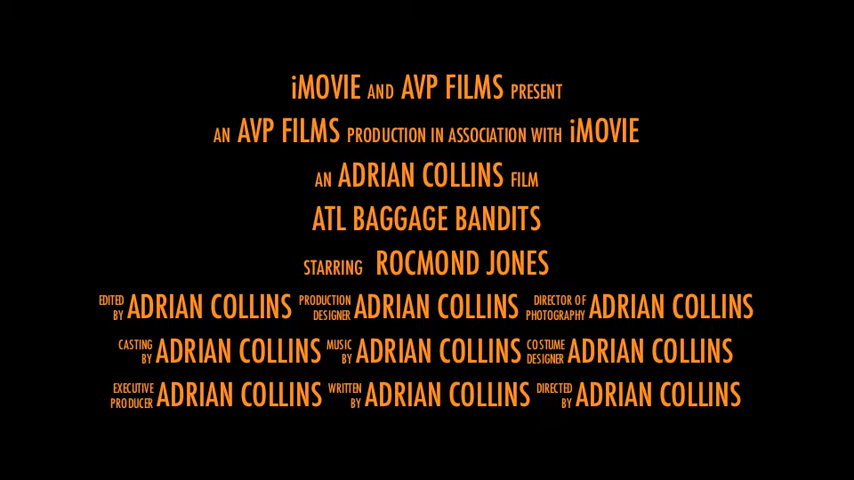 iMOVIE AND AVP FILMS PRESENT
AN AVP FILMS PRODUCTION IN ASSOCIATION WITH iMOVIE
AN ADRIAN COLLINS FILM
ATL BAGGAGE BANDITS
STARRING ROCMOND JONES
EDITED BY ADRIAN COLLINS PRODUCTION DESIGNER ADRIAN COLLINS DIRECTOR OF PHOTOGRAPHY ADRIAN COLLINS
CASTING BY ADRIAN COLLINS MUSIC BY ADRIAN COLLINS COSTUME DESIGNER ADRIAN COLLINS
EXECUTIVE PRODUCER ADRIAN COLLINS WRITTEN BY ADRIAN COLLINS DIRECTED BY ADRIAN COLLINS